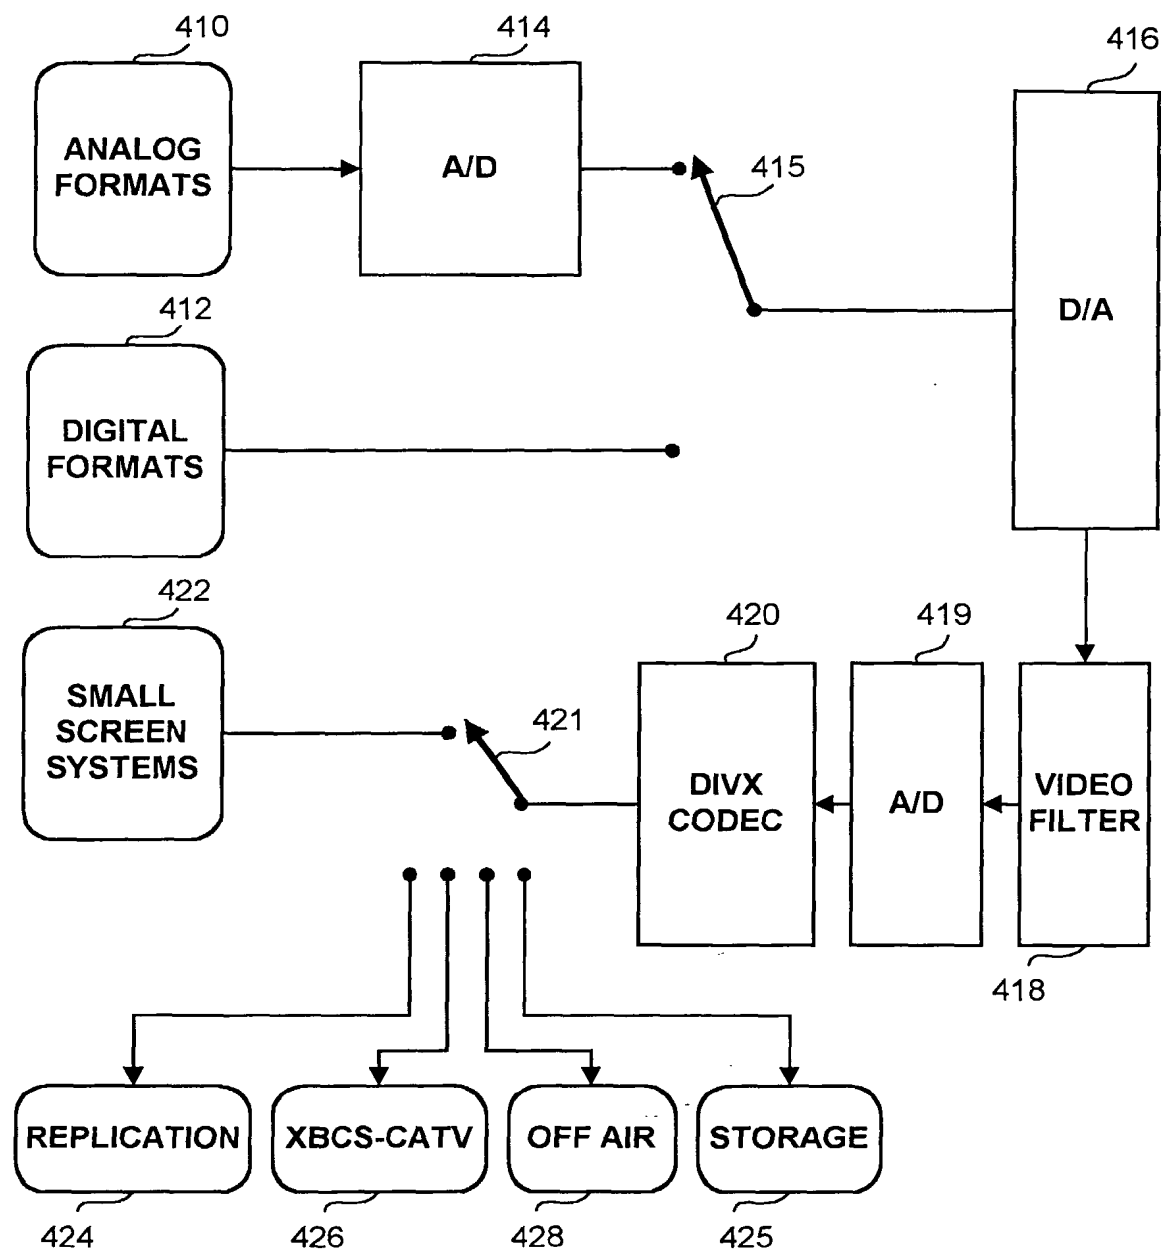 410
414
416
ANALOG
FORMATS
A/D
415
D/A
412
DIGITAL
FORMATS
422
420
419
SMALL
SCREEN
SYSTEMS
421
DIVX
CODEC
A/D
VIDEO
FILTER
418
REPLICATION
XBCS-CATV
OFF AIR
STORAGE
424
426
428
425